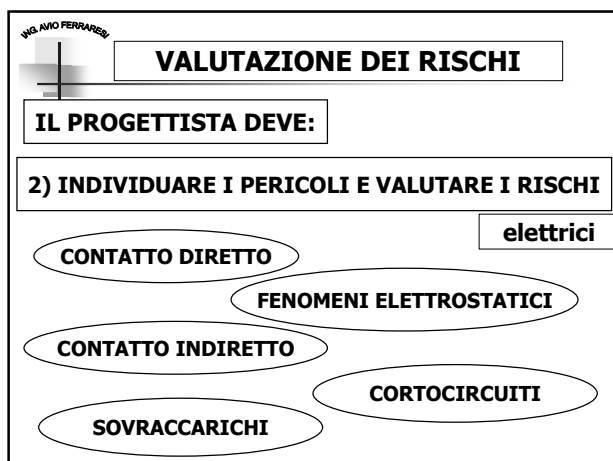 ING. AVIO FERRARESI
VALUTAZIONE DEI RISCHI
IL PROGETTISTA DEVE:
2) INDIVIDUARE I PERICOLI E VALUTARE I RISCHI
elettrici
CONTATTO DIRETTO
FENOMENI ELETTROSTATICI
CONTATTO INDIRETTO
CORTOCIRCUITI
SOVRACCARICHI